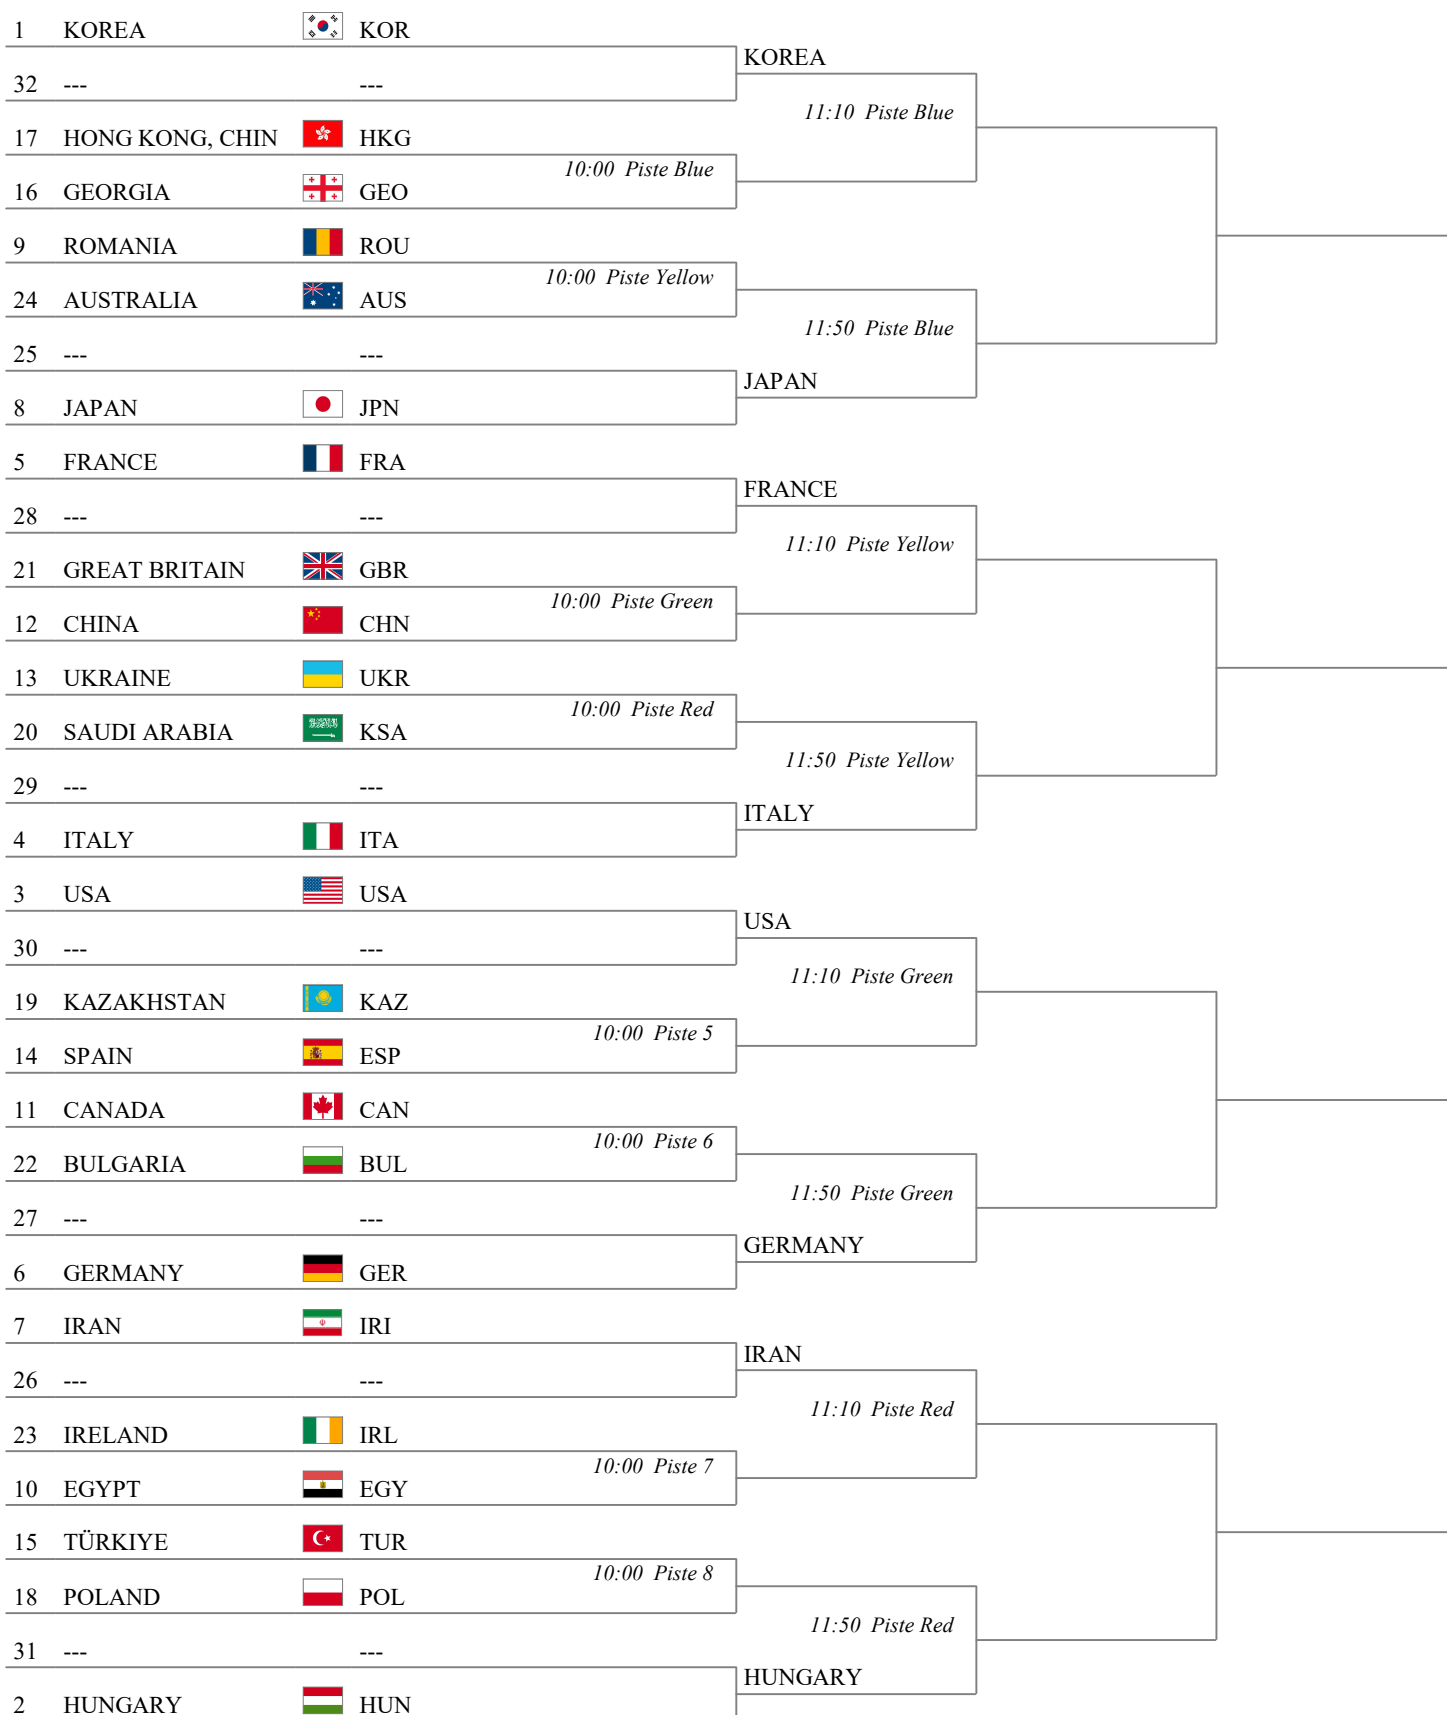 1 KOREA KOR
KOREA
32 --- ---
11:10 Piste Blue
17 HONG KONG, CHIN HKG
10:00 Piste Blue
16 GEORGIA GEO
9 ROMANIA ROU
10:00 Piste Yellow
24 AUSTRALIA AUS
11:50 Piste Blue
25 --- ---
JAPAN
8 JAPAN JPN
5 FRANCE FRA
FRANCE
28 --- ---
11:10 Piste Yellow
21 GREAT BRITAIN GBR
10:00 Piste Green
12 CHINA CHN
13 UKRAINE UKR
10:00 Piste Red
20 SAUDI ARABIA KSA
11:50 Piste Yellow
29 --- ---
ITALY
4 ITALY ITA
3 USA USA
USA
30 --- ---
11:10 Piste Green
19 KAZAKHSTAN KAZ
10:00 Piste 5
14 SPAIN ESP
11 CANADA CAN
10:00 Piste 6
22 BULGARIA BUL
11:50 Piste Green
27 --- ---
GERMANY
6 GERMANY GER
7 IRAN IRI
IRAN
26 --- ---
11:10 Piste Red
23 IRELAND IRL
10:00 Piste 7
10 EGYPT EGY
15 TÜRKIYE TUR
10:00 Piste 8
18 POLAND POL
11:50 Piste Red
31 --- ---
HUNGARY
2 HUNGARY HUN